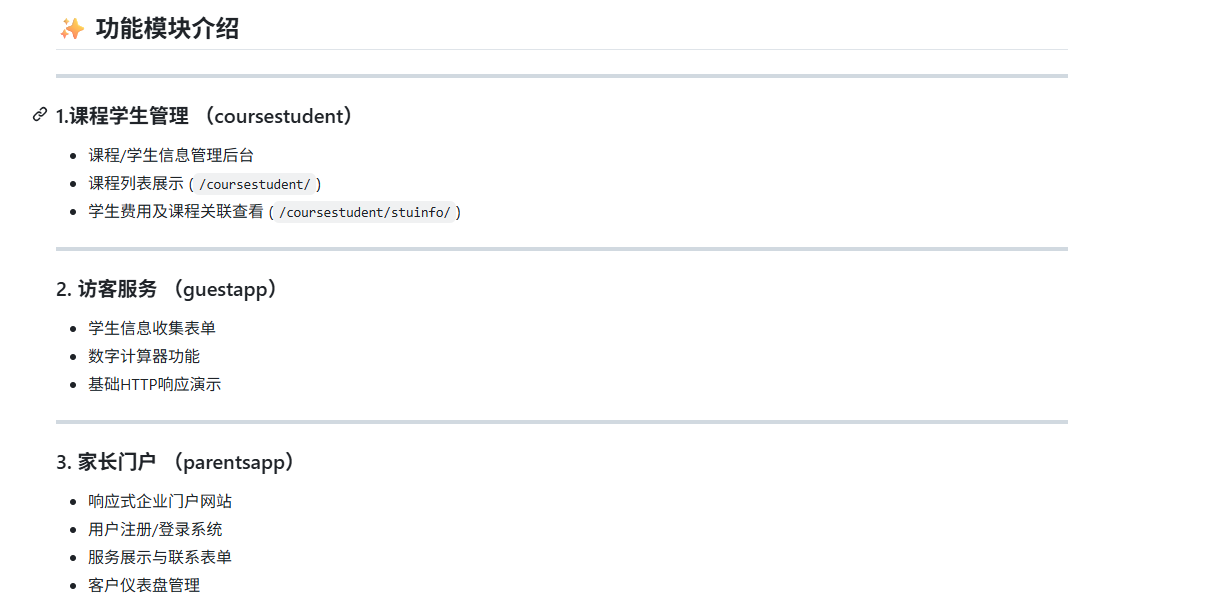 ✨ 功能模块介绍
1.课程学生管理 （coursestudent）
课程/学生信息管理后台
课程列表展示 ( /coursestudent/ )
学生费用及课程关联查看 ( /coursestudent/stuinfo/ )
2. 访客服务 （guestapp）
学生信息收集表单
数字计算器功能
基础HTTP响应演示
3. 家长门户 （parentsapp）
响应式企业门户网站
用户注册/登录系统
服务展示与联系表单
客户仪表盘管理